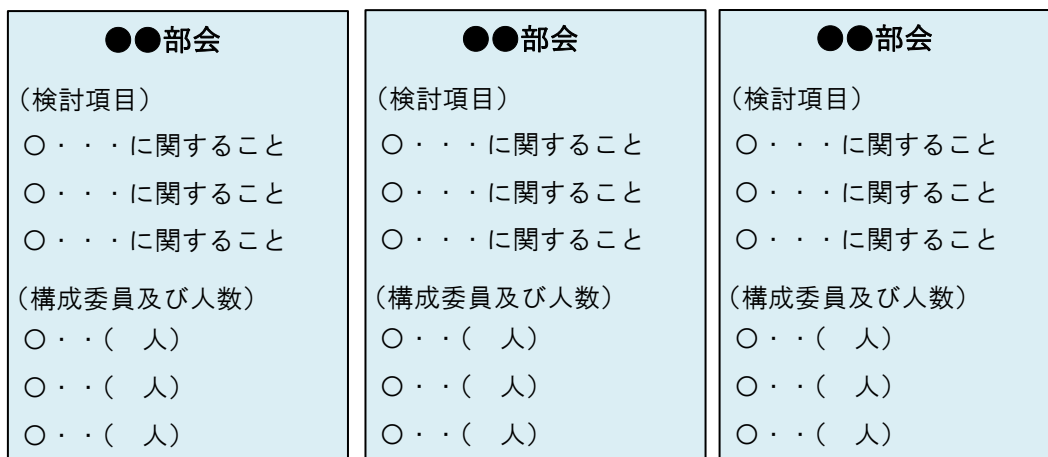 ●●部会
(検討項目)
○・・・に関すること
○・・・に関すること
○・・・に関すること
(構成委員及び人数)
○・・(　人)
○・・(　人)
○・・(　人)
●●部会
(検討項目)
○・・・に関すること
○・・・に関すること
○・・・に関すること
(構成委員及び人数)
○・・(　人)
○・・(　人)
○・・(　人)
●●部会
(検討項目)
○・・・に関すること
○・・・に関すること
○・・・に関すること
(構成委員及び人数)
○・・(　人)
○・・(　人)
○・・(　人)